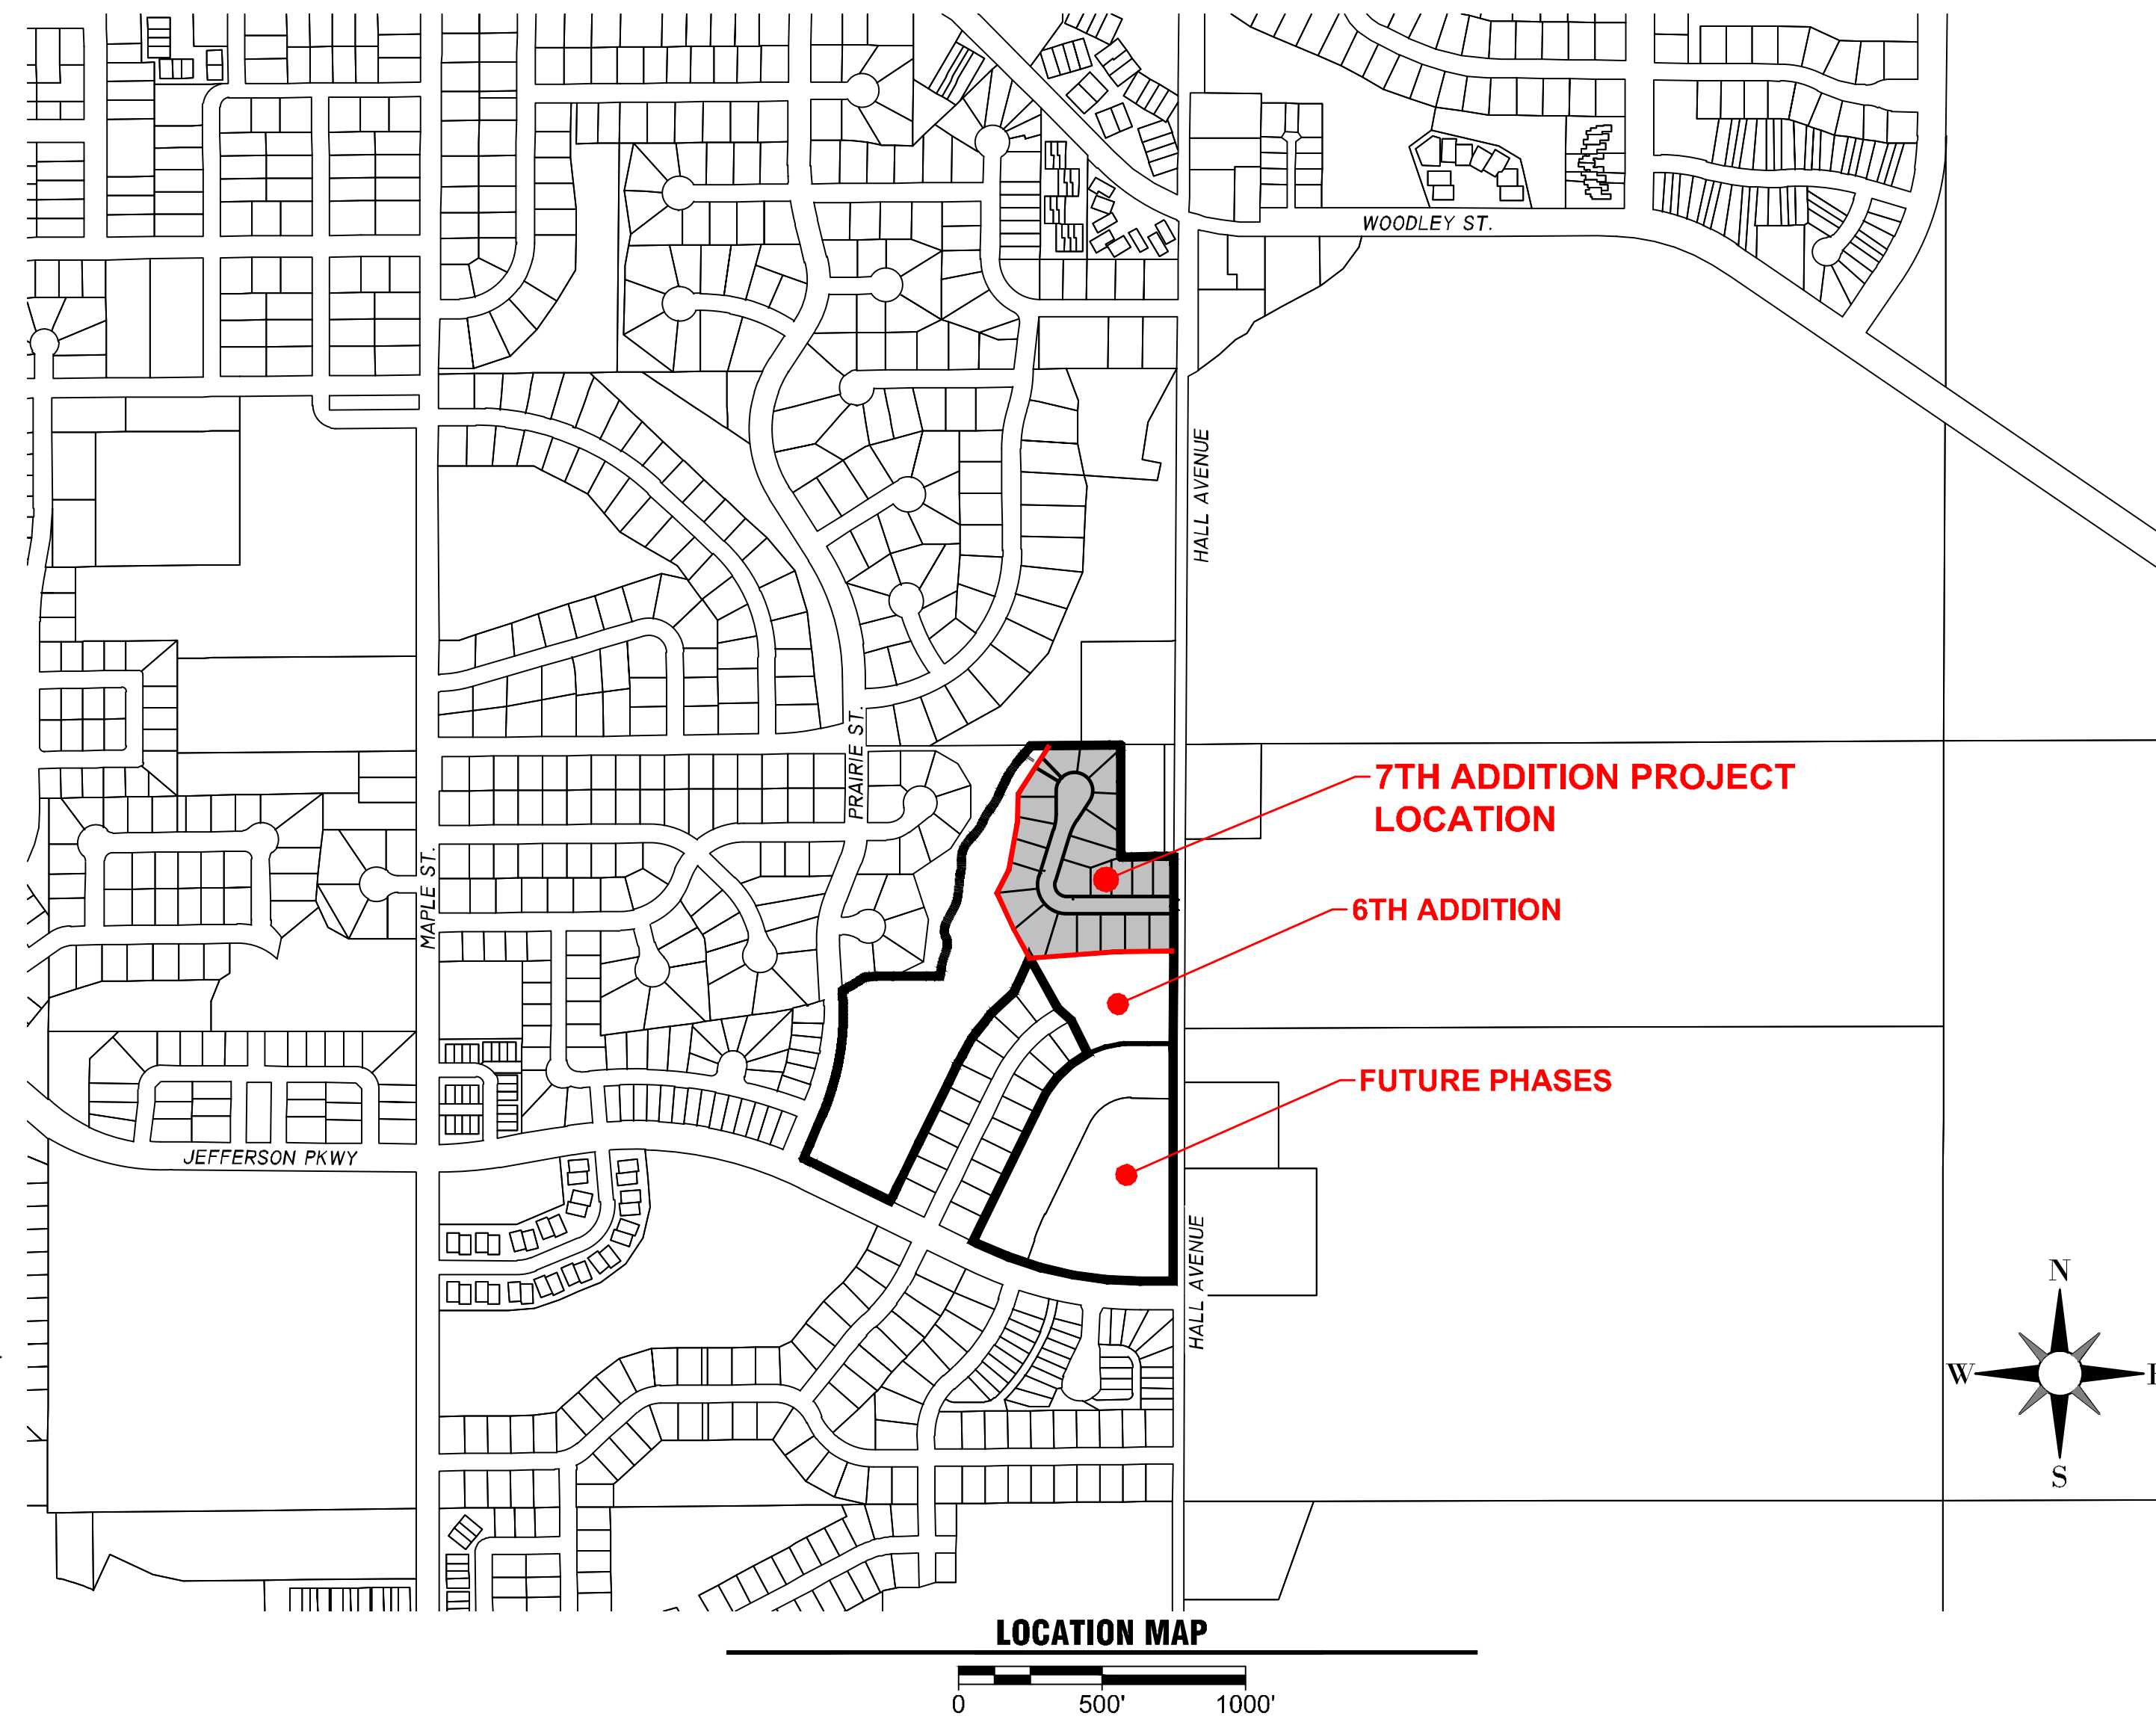 WOODLEY ST.
HALL AVENUE
PRAIRIE ST.
7TH ADDITION PROJECT
LOCATION
MAPLE ST.
6TH ADDITION
FUTURE PHASES
JEFFERSON PKWY
HALL AVENUE
N
W
S
LOCATION MAP
0 500' 1000'